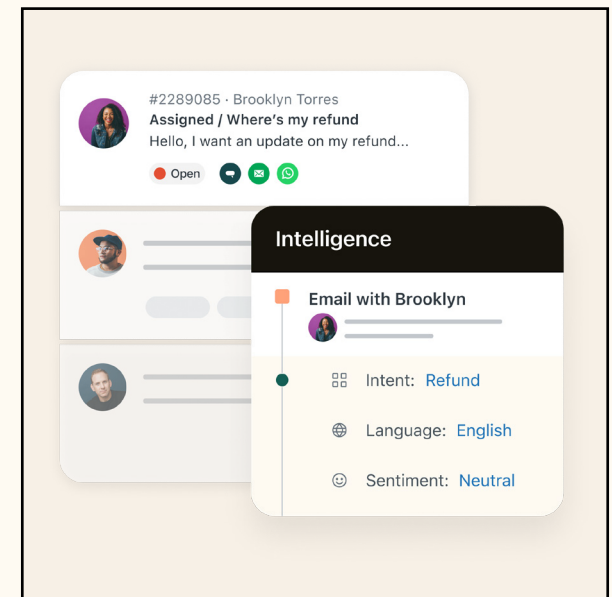 #2289085 · Brooklyn Torres
Assigned / Where's my refund
Hello, I want an update on my refund...
Open
Intelligence
Email with Brooklyn
Intent: Refund
Language: English
Sentiment: Neutral